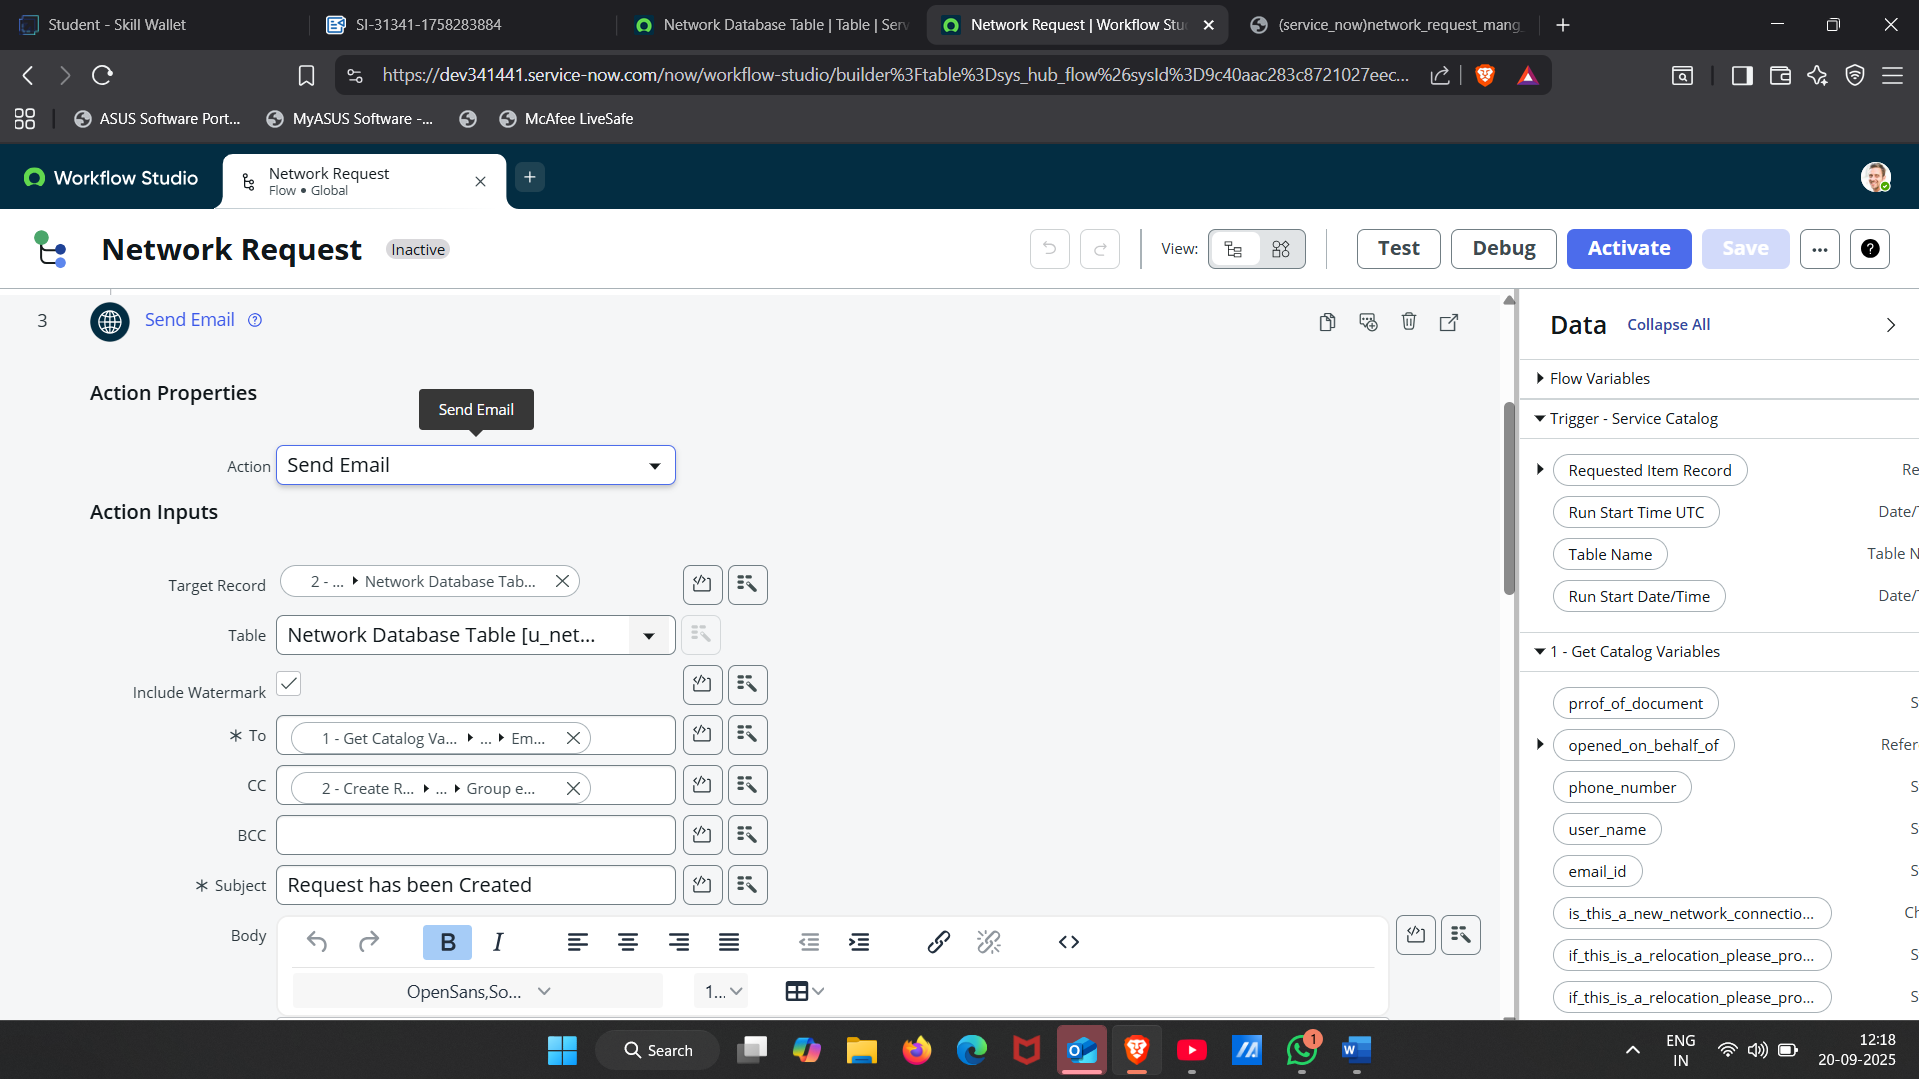 Student - Skill Wallet
SI-31341-1758283884
Network Database Table | Table | Serv
Network Request | Workflow Stu
(service_now)network_request_mang
https://dev341441.service-now.com/now/workflow-studio/builder%3Ftable%3Dsys_hub_flow%26sysId%3D9c40aac283c8721027eec...
ASUS Software Port...
MyASUS Software -...
McAfee LiveSafe
Workflow Studio
Network Request
Flow • Global
Network Request
Inactive
View:
Test
Debug
Activate
Save
3
Send Email
Data
Collapse All
Action Properties
Send Email
Action
Send Email
Action Inputs
Target Record
2 - ... Network Database Tab...
Table
Network Database Table [u_net...
Include Watermark
* To
1 - Get Catalog Va... ... Em...
CC
2 - Create R... ... Group e...
BCC
* Subject
Request has been Created
Body
B
I
OpenSans,So...
1...
Flow Variables
Trigger - Service Catalog
Requested Item Record
Re
Run Start Time UTC
Date/T
Table Name
Table N
Run Start Date/Time
Date/T
1 - Get Catalog Variables
prrof_of_document
S
opened_on_behalf_of
Refer
phone_number
S
user_name
S
email_id
S
is_this_a_new_network_connectio...
Ch
if_this_is_a_relocation_please_pro...
S
if_this_is_a_relocation_please_pro...
S
Search
1
ENG
IN
12:18
20-09-2025